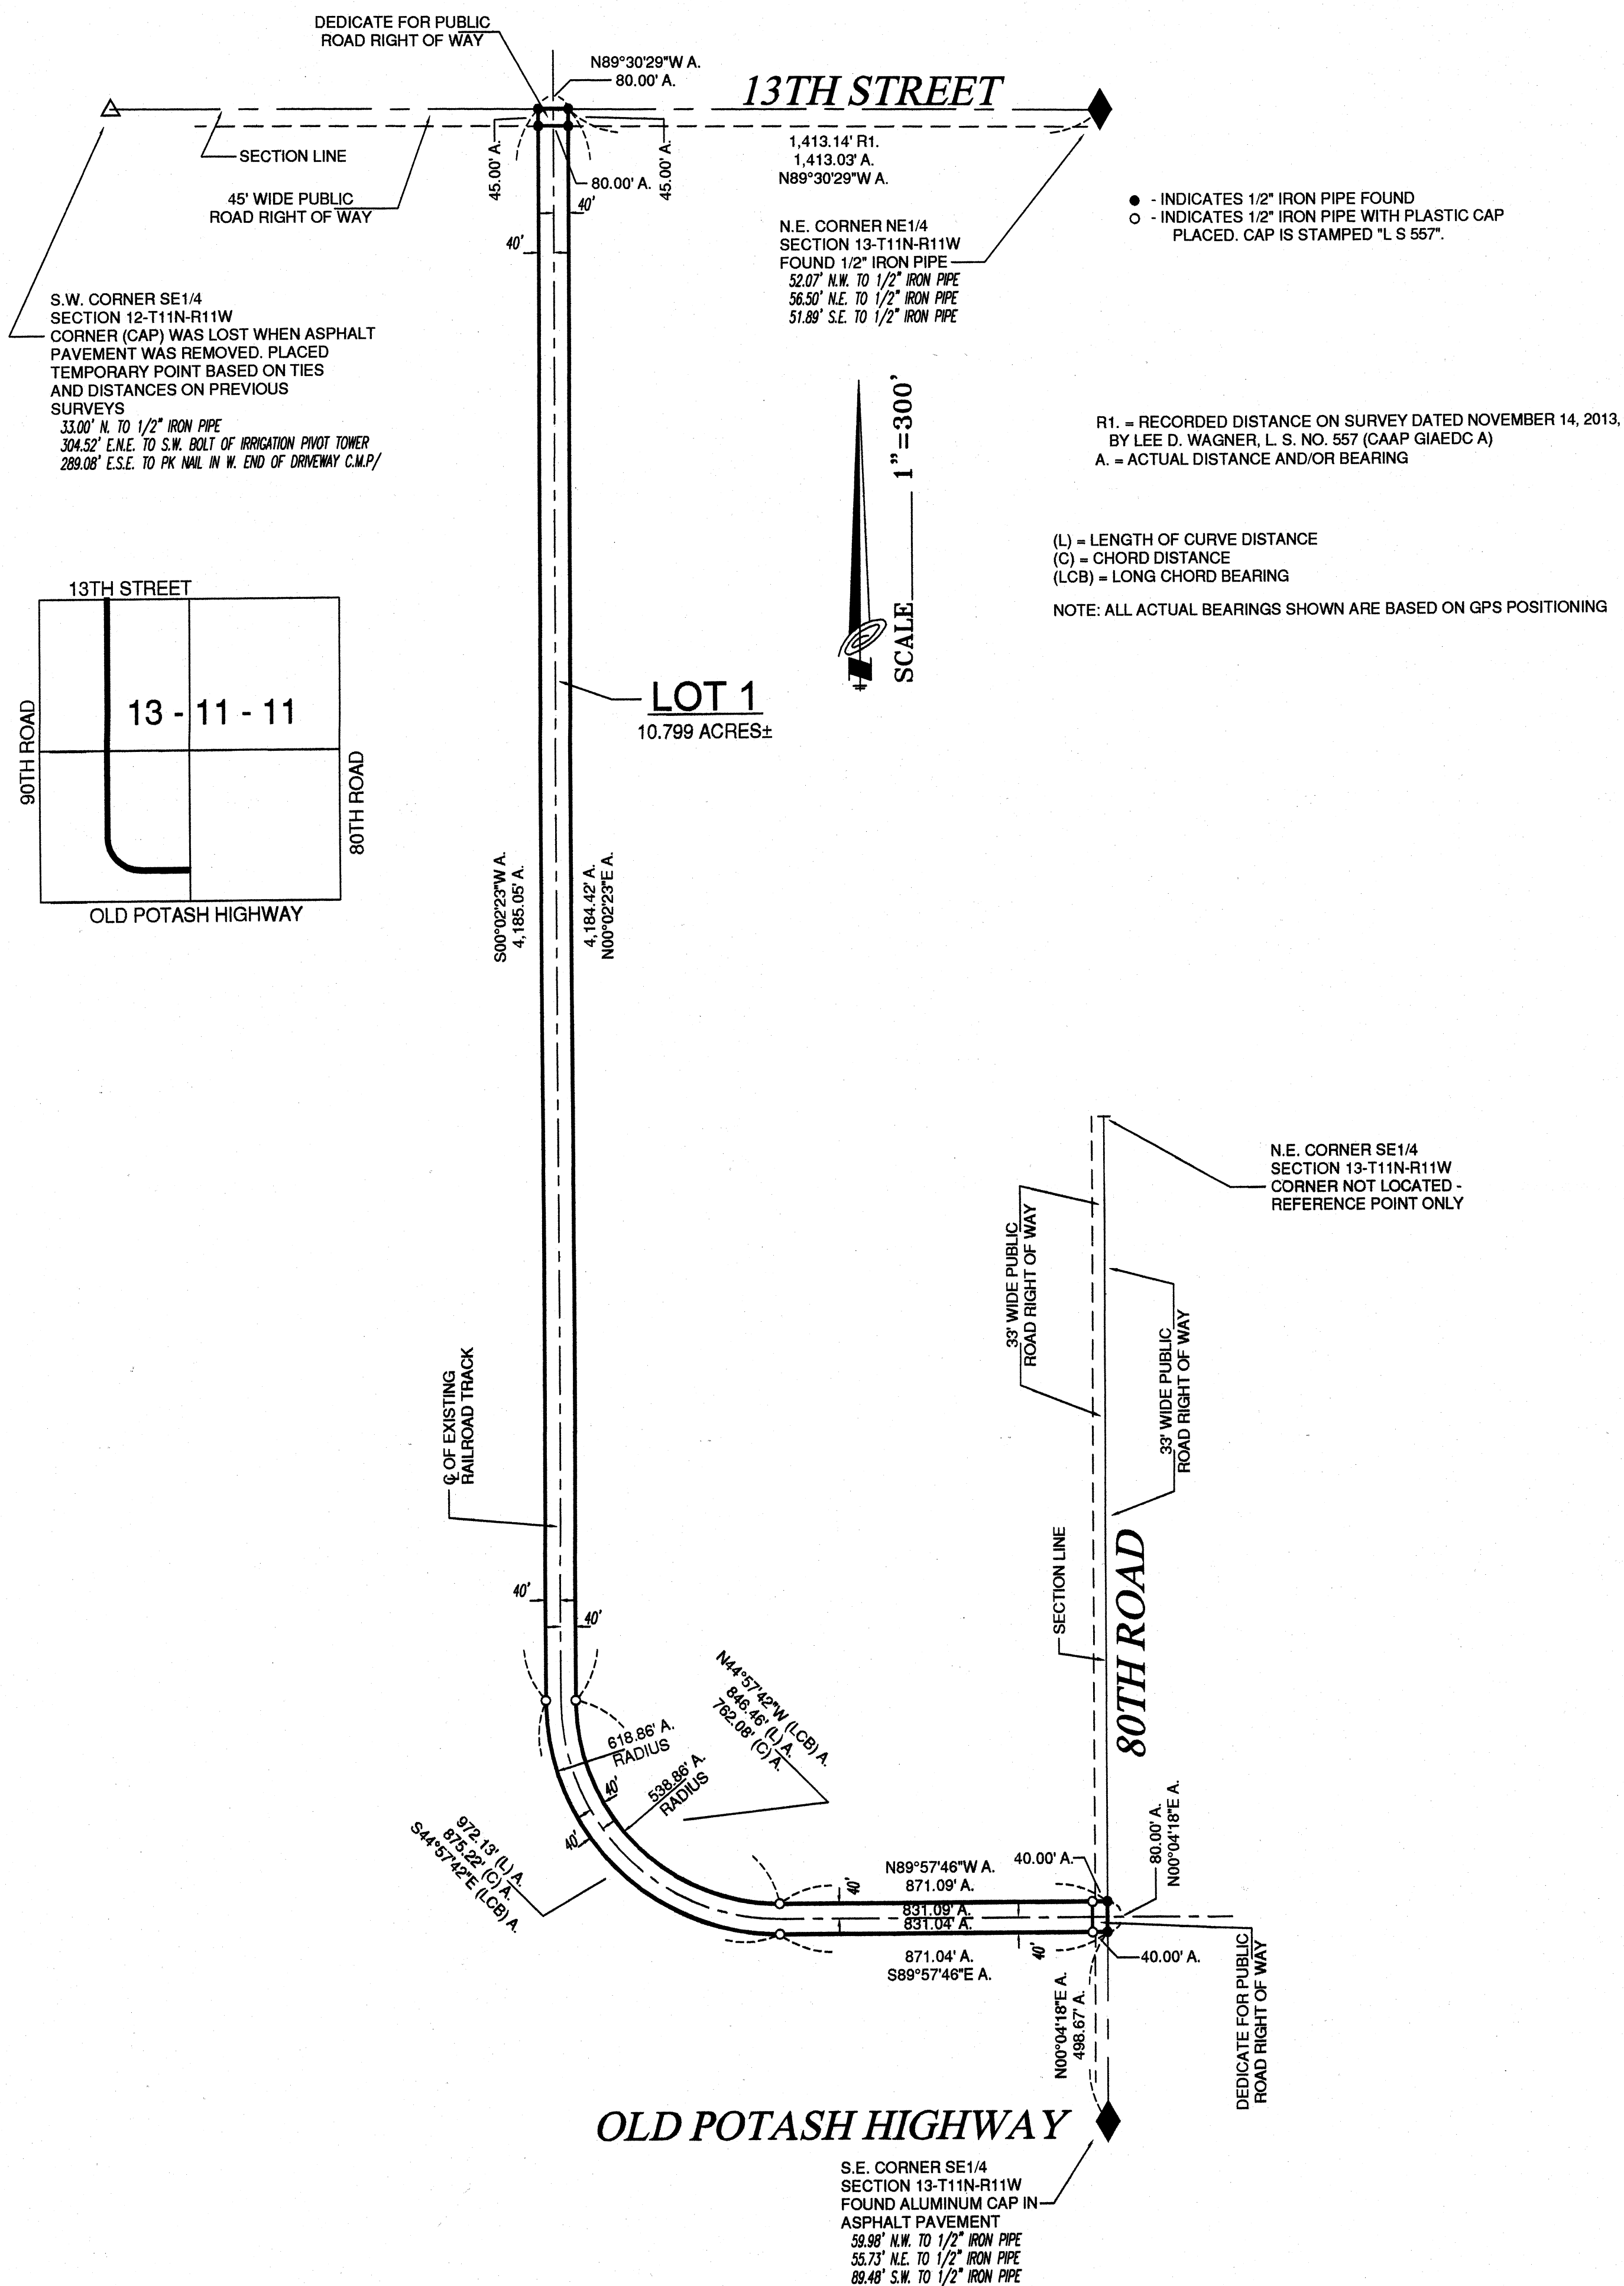 DEDICATE FOR PUBLIC
ROAD RIGHT OF WAY
N89°30'29"W A.
80.00' A.
13TH STREET
45.00' A.
45.00' A.
80.00' A.
SECTION LINE
45' WIDE PUBLIC
ROAD RIGHT OF WAY
40'
40'
1,413.14' R1.
1,413.03' A.
N89°30'29"W A.
● - INDICATES 1/2" IRON PIPE FOUND
○ - INDICATES 1/2" IRON PIPE WITH PLASTIC CAP
PLACED. CAP IS STAMPED "L S 557".
N.E. CORNER NE1/4
SECTION 13-T11N-R11W
FOUND 1/2" IRON PIPE
52.07' N.W. TO 1/2" IRON PIPE
56.50' N.E. TO 1/2" IRON PIPE
51.89' S.E. TO 1/2" IRON PIPE
S.W. CORNER SE1/4
SECTION 12-T11N-R11W
CORNER (CAP) WAS LOST WHEN ASPHALT
PAVEMENT WAS REMOVED. PLACED
TEMPORARY POINT BASED ON TIES
AND DISTANCES ON PREVIOUS
SURVEYS
33.00' N. TO 1/2" IRON PIPE
304.52' E.N.E. TO S.W. BOLT OF IRRIGATION PIVOT TOWER
289.08' E.S.E. TO PK NAIL IN W. END OF DRIVEWAY C.M.P/
SCALE 1"=300'
R1. = RECORDED DISTANCE ON SURVEY DATED NOVEMBER 14, 2013,
BY LEE D. WAGNER, L. S. NO. 557 (CAAP GIAEDC A)
A. = ACTUAL DISTANCE AND/OR BEARING
(L) = LENGTH OF CURVE DISTANCE
(C) = CHORD DISTANCE
(LCB) = LONG CHORD BEARING
NOTE: ALL ACTUAL BEARINGS SHOWN ARE BASED ON GPS POSITIONING
13TH STREET
90TH ROAD
13 - 11 - 11
80TH ROAD
OLD POTASH HIGHWAY
LOT 1
10.799 ACRES±
S00°02'23"W A.
4,185.05' A.
4,184.42' A.
N00°02'23"E A.
N.E. CORNER SE1/4
SECTION 13-T11N-R11W
CORNER NOT LOCATED -
REFERENCE POINT ONLY
33' WIDE PUBLIC
ROAD RIGHT OF WAY
33' WIDE PUBLIC
ROAD RIGHT OF WAY
℄ OF EXISTING
RAILROAD TRACK
SECTION LINE
80TH ROAD
40'
40'
N44°57'42"W (LCB) A.
846.46' (L) A.
762.08' (C) A.
618.86' A.
RADIUS
538.86' A.
RADIUS
40'
40'
972.13' (L) A.
875.22' (C) A.
S44°57'42"E (LCB) A.
N89°57'46"W A.
871.09' A.
40.00' A.
80.00' A.
N00°04'18"E A.
40'
831.09' A.
831.04' A.
40'
871.04' A.
S89°57'46"E A.
40.00' A.
N00°04'18"E A.
498.67' A.
DEDICATE FOR PUBLIC
ROAD RIGHT OF WAY
OLD POTASH HIGHWAY
S.E. CORNER SE1/4
SECTION 13-T11N-R11W
FOUND ALUMINUM CAP IN
ASPHALT PAVEMENT
59.98' N.W. TO 1/2" IRON PIPE
55.73' N.E. TO 1/2" IRON PIPE
89.48' S.W. TO 1/2" IRON PIPE